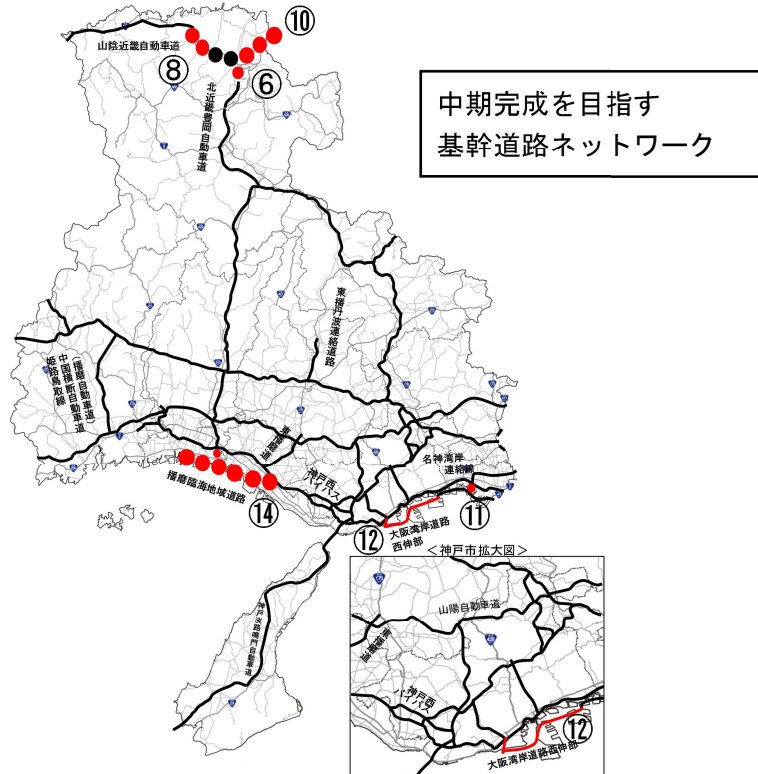 ⑩
山陰近畿自動車道
⑧
⑥
北近畿豊岡自動車道
中期完成を目指す
基幹道路ネットワーク
東播丹波連絡道路
(播磨自動車道)
中国横断自動車道
姫路鳥取線
東播磨道
神戸西
バイパス
名神湾岸
連絡線
播磨臨海地域道路
⑭
⑪
⑫
大阪湾岸道路
西伸部
神戸淡路鳴門自動車道
<神戸市拡大図>
山陽自動車道
東播磨道
神戸西
バイパス
⑫
大阪湾岸道路西伸部